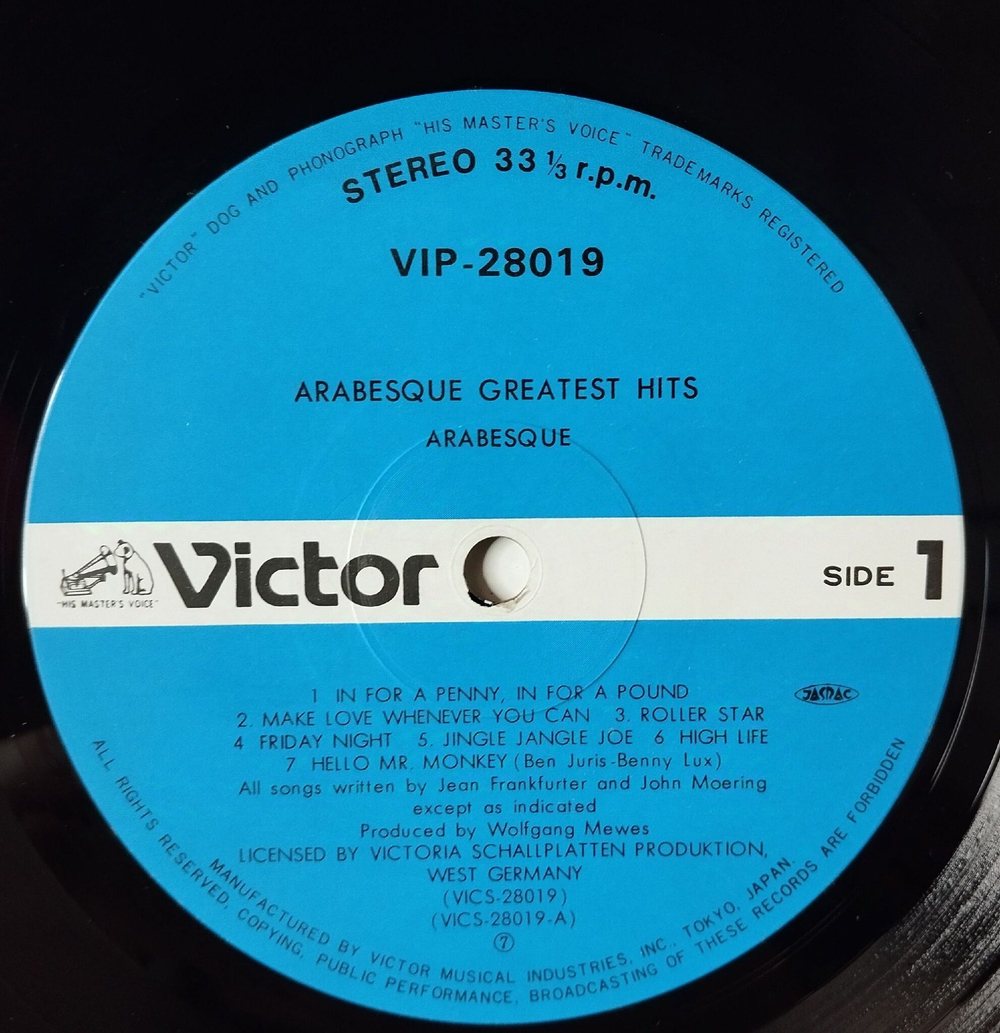 "VICTOR" DOG AND PHONOGRAPH "HIS MASTER'S VOICE" TRADEMARKS REGISTERED
STEREO 33 ⅓ r.p.m.
VIP-28019
ARABESQUE GREATEST HITS
ARABESQUE
"HIS MASTER'S VOICE"
Victor
SIDE 1
1 IN FOR A PENNY, IN FOR A POUND
JASRAC
2. MAKE LOVE WHENEVER YOU CAN 3. ROLLER STAR
4 FRIDAY NIGHT 5. JINGLE JANGLE JOE 6 HIGH LIFE
7 HELLO MR. MONKEY (Ben Juris-Benny Lux)
All songs written by Jean Frankfurter and John Moering
except as indicated
Produced by Wolfgang Mewes
LICENSED BY VICTORIA SCHALLPLATTEN PRODUKTION,
WEST GERMANY
(VICS-28019)
(VICS-28019-A)
⑦
MANUFACTURED BY VICTOR MUSICAL INDUSTRIES, INC., TOKYO, JAPAN.
ALL RIGHTS RESERVED, COPYING, PUBLIC PERFORMANCE, BROADCASTING OF THESE RECORDS ARE FORBIDDEN